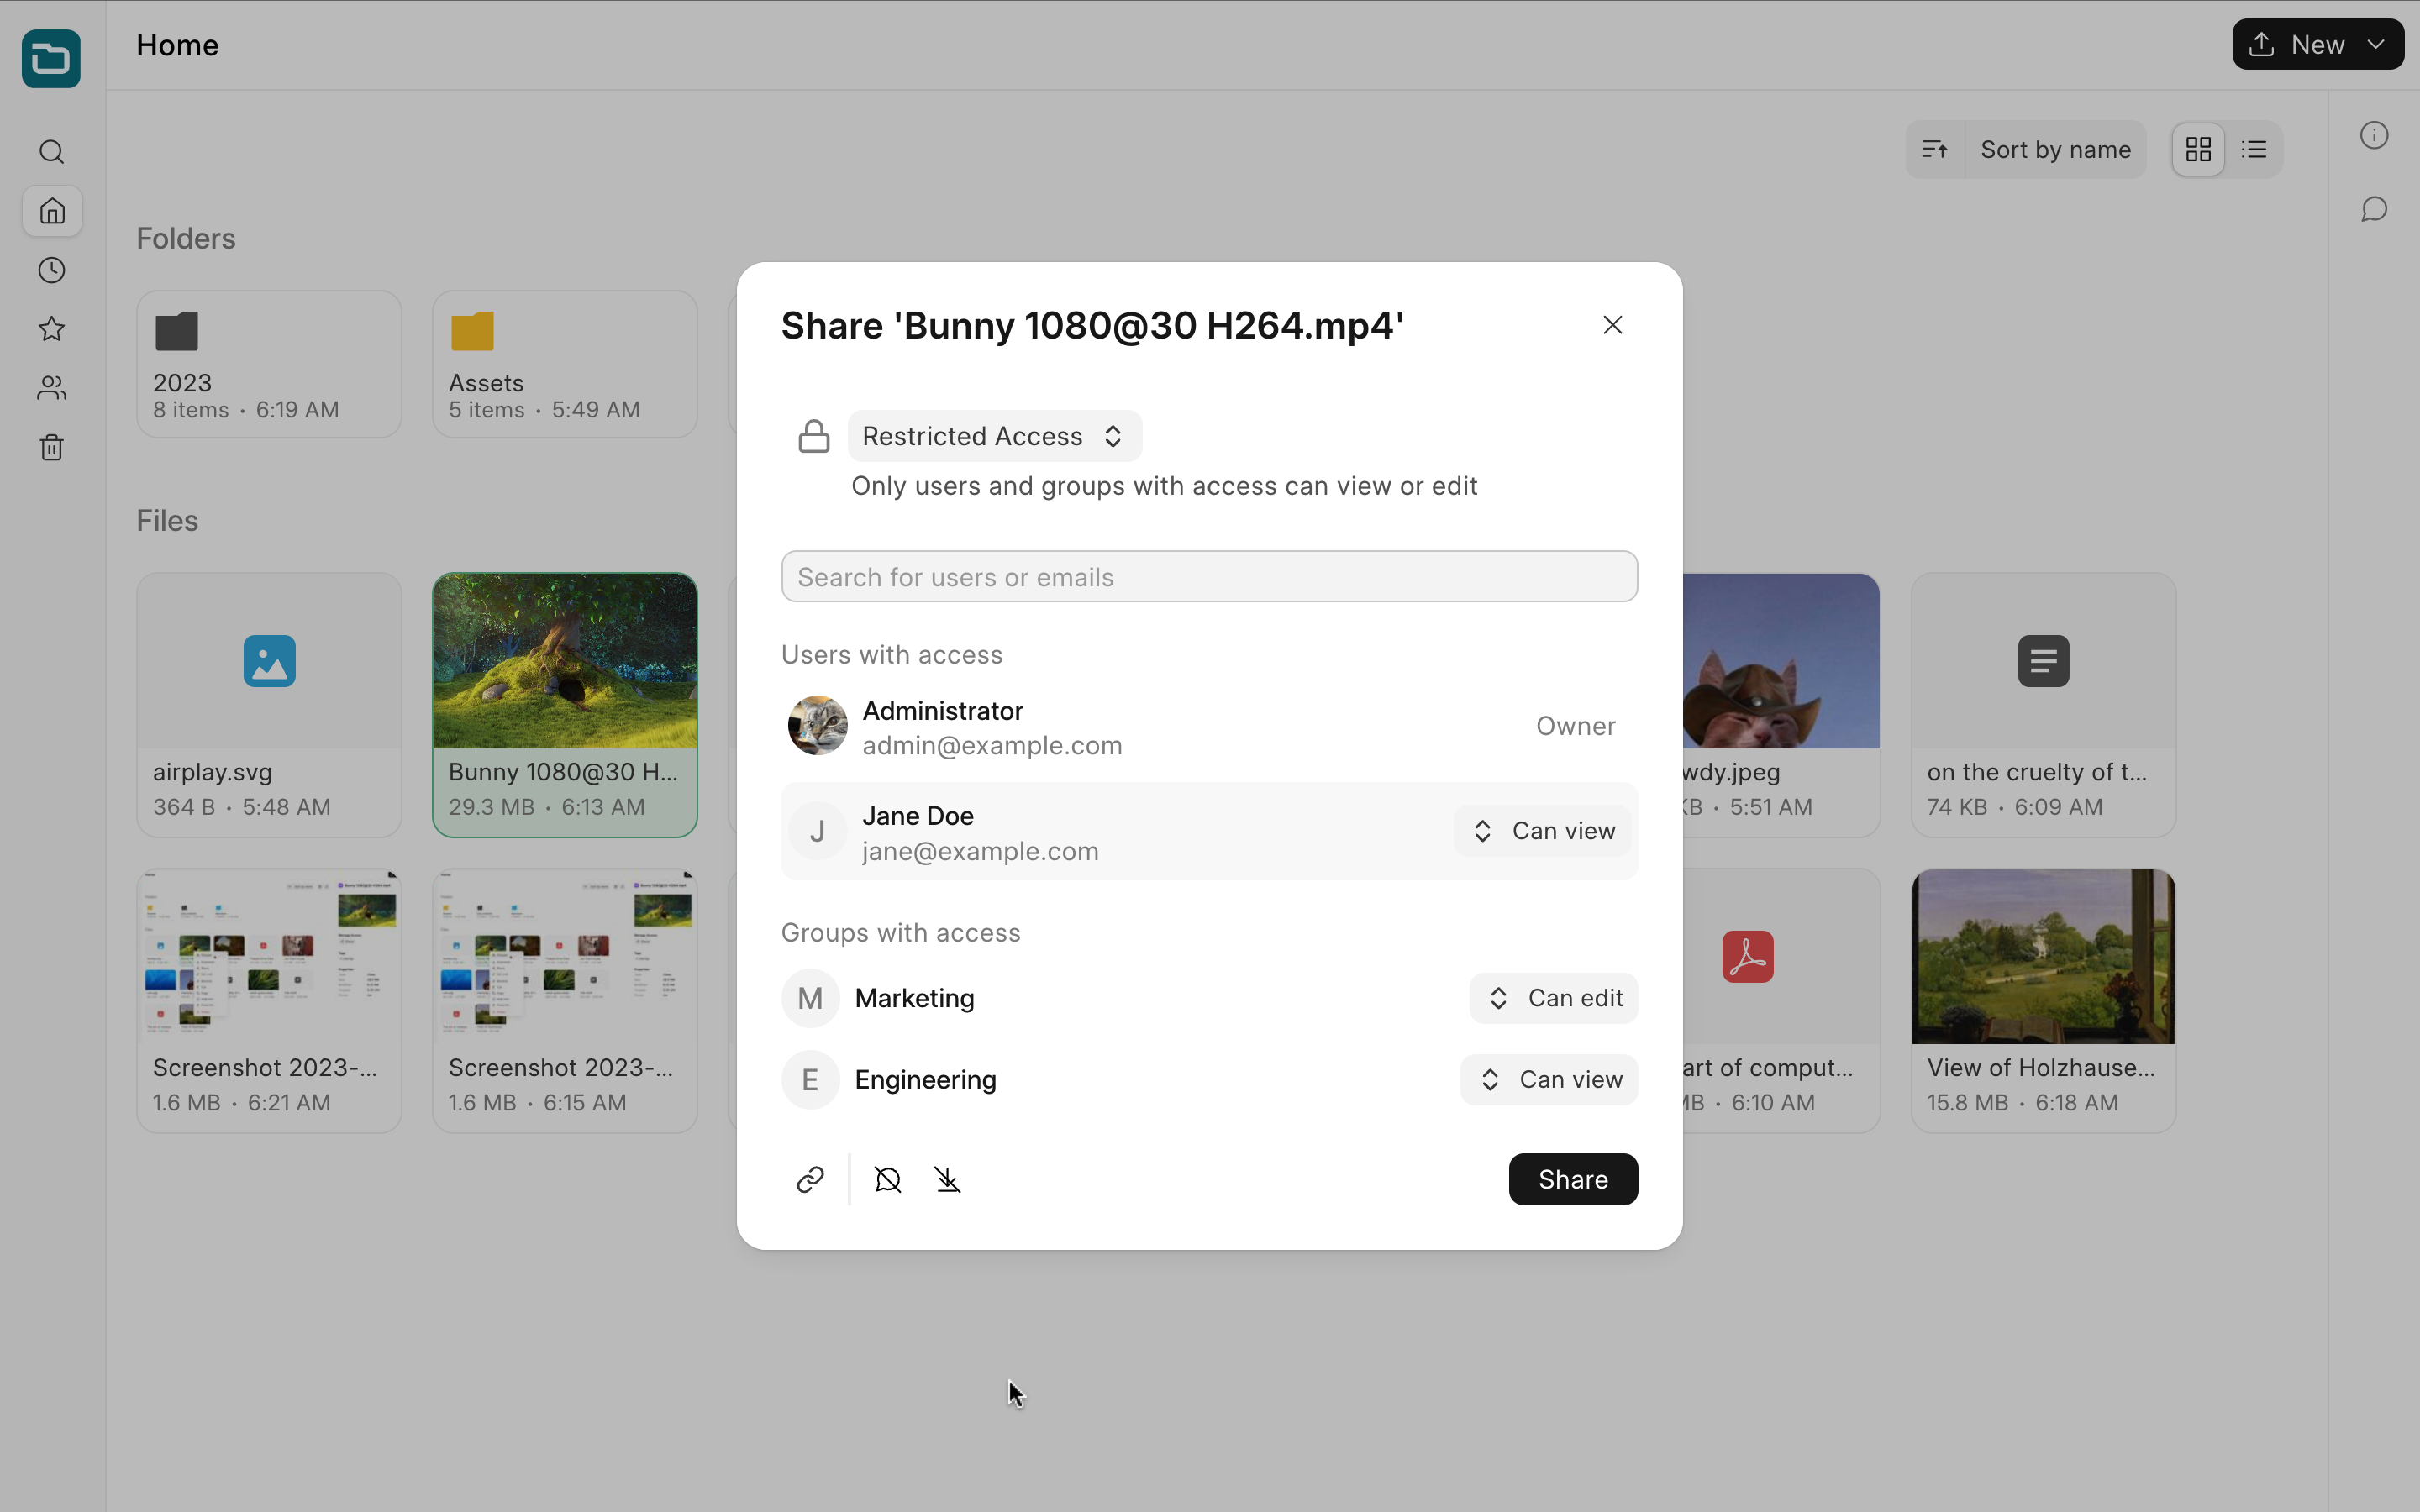 Home
New
Sort by name
Folders
2023
8 items • 6:19 AM
Assets
5 items • 5:49 AM
Files
airplay.svg
364 B • 5:48 AM
Bunny 1080@30 H...
29.3 MB • 6:13 AM
wdy.jpeg
KB • 5:51 AM
on the cruelty of t...
74 KB • 6:09 AM
Screenshot 2023-...
1.6 MB • 6:21 AM
Screenshot 2023-...
1.6 MB • 6:15 AM
art of comput...
MB • 6:10 AM
View of Holzhause...
15.8 MB • 6:18 AM
Share 'Bunny 1080@30 H264.mp4'
Restricted Access
Only users and groups with access can view or edit
Search for users or emails
Users with access
Administrator
admin@example.com
Owner
J
Jane Doe
jane@example.com
Can view
Groups with access
M
Marketing
Can edit
E
Engineering
Can view
Share